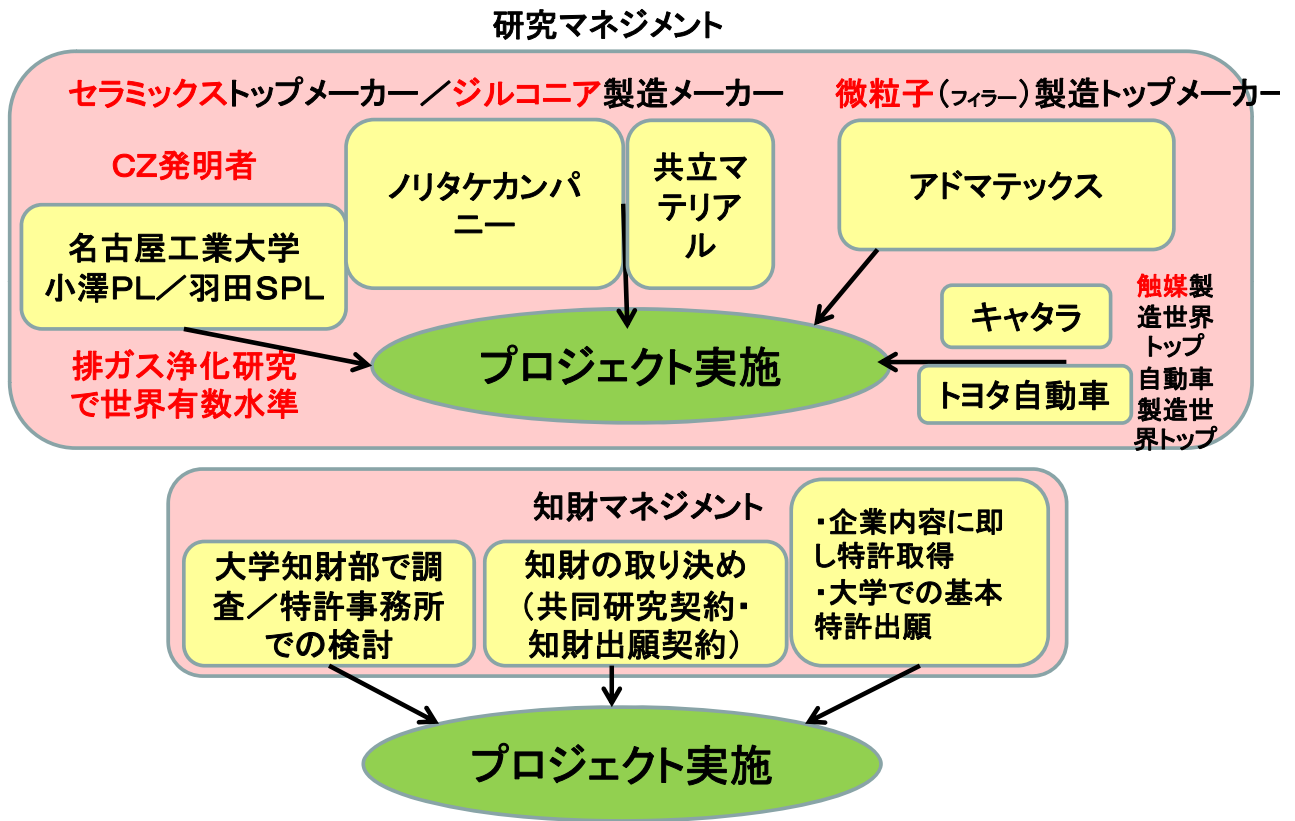 研究マネジメント
セラミックストップメーカー／ジルコニア製造メーカー
微粒子（フィラー）製造トップメーカー
CZ発明者
名古屋工業大学
小澤PL／羽田SPL
排ガス浄化研究
で世界有数水準
ノリタケカンパ
ニー
共立マ
テリア
ル
アドマテックス
キャタラ
触媒製
造世界
トップ
トヨタ自動車
自動車
製造世
界トップ
プロジェクト実施
知財マネジメント
大学知財部で調
査／特許事務所
での検討
知財の取り決め
（共同研究契約・
知財出願契約）
・企業内容に即
し特許取得
・大学での基本
特許出願
プロジェクト実施